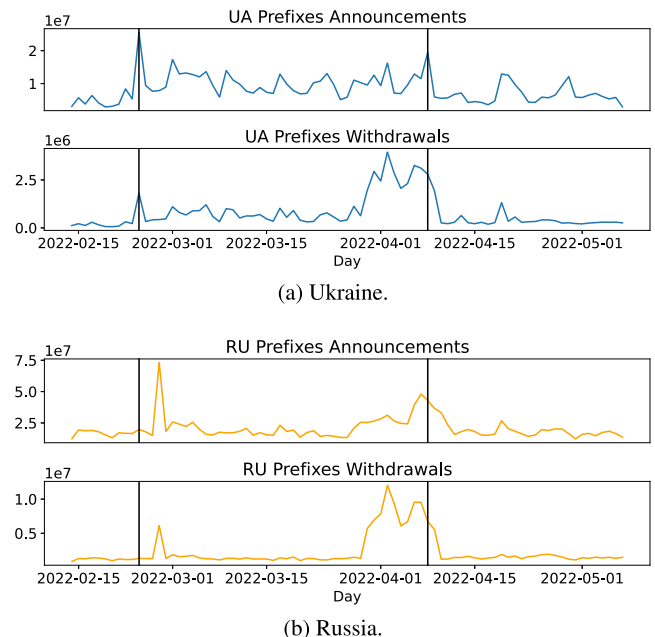 UA Prefixes Announcements
1e7
2
1
UA Prefixes Withdrawals
1e6
2.5
0.0
2022-02-15 2022-03-01 2022-03-15 2022-04-01 2022-04-15 2022-05-01
Day
(a) Ukraine.
RU Prefixes Announcements
1e7
7.5
5.0
2.5
RU Prefixes Withdrawals
1e7
1.0
0.5
2022-02-15 2022-03-01 2022-03-15 2022-04-01 2022-04-15 2022-05-01
Day
(b) Russia.